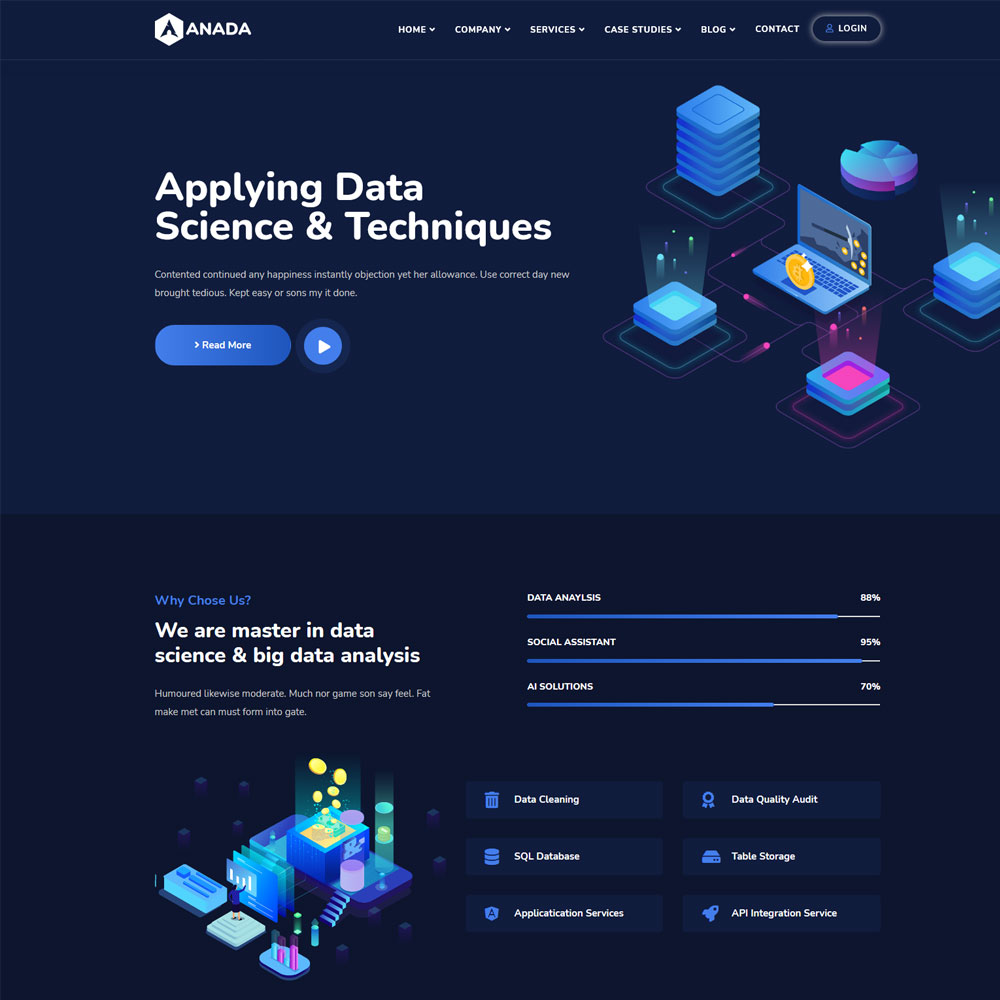 ANADA
HOME COMPANY SERVICES CASE STUDIES BLOG CONTACT LOGIN
Applying Data
Science & Techniques
Contented continued any happiness instantly objection yet her allowance. Use correct day new
brought tedious. Kept easy or sons my it done.
Read More
Why Chose Us?
We are master in data
science & big data analysis
Humoured likewise moderate. Much nor game son say feel. Fat
make met can must form into gate.
DATA ANAYLSIS 88%
SOCIAL ASSISTANT 95%
AI SOLUTIONS 70%
Data Cleaning
Data Quality Audit
SQL Database
Table Storage
Applicatication Services
API Integration Service